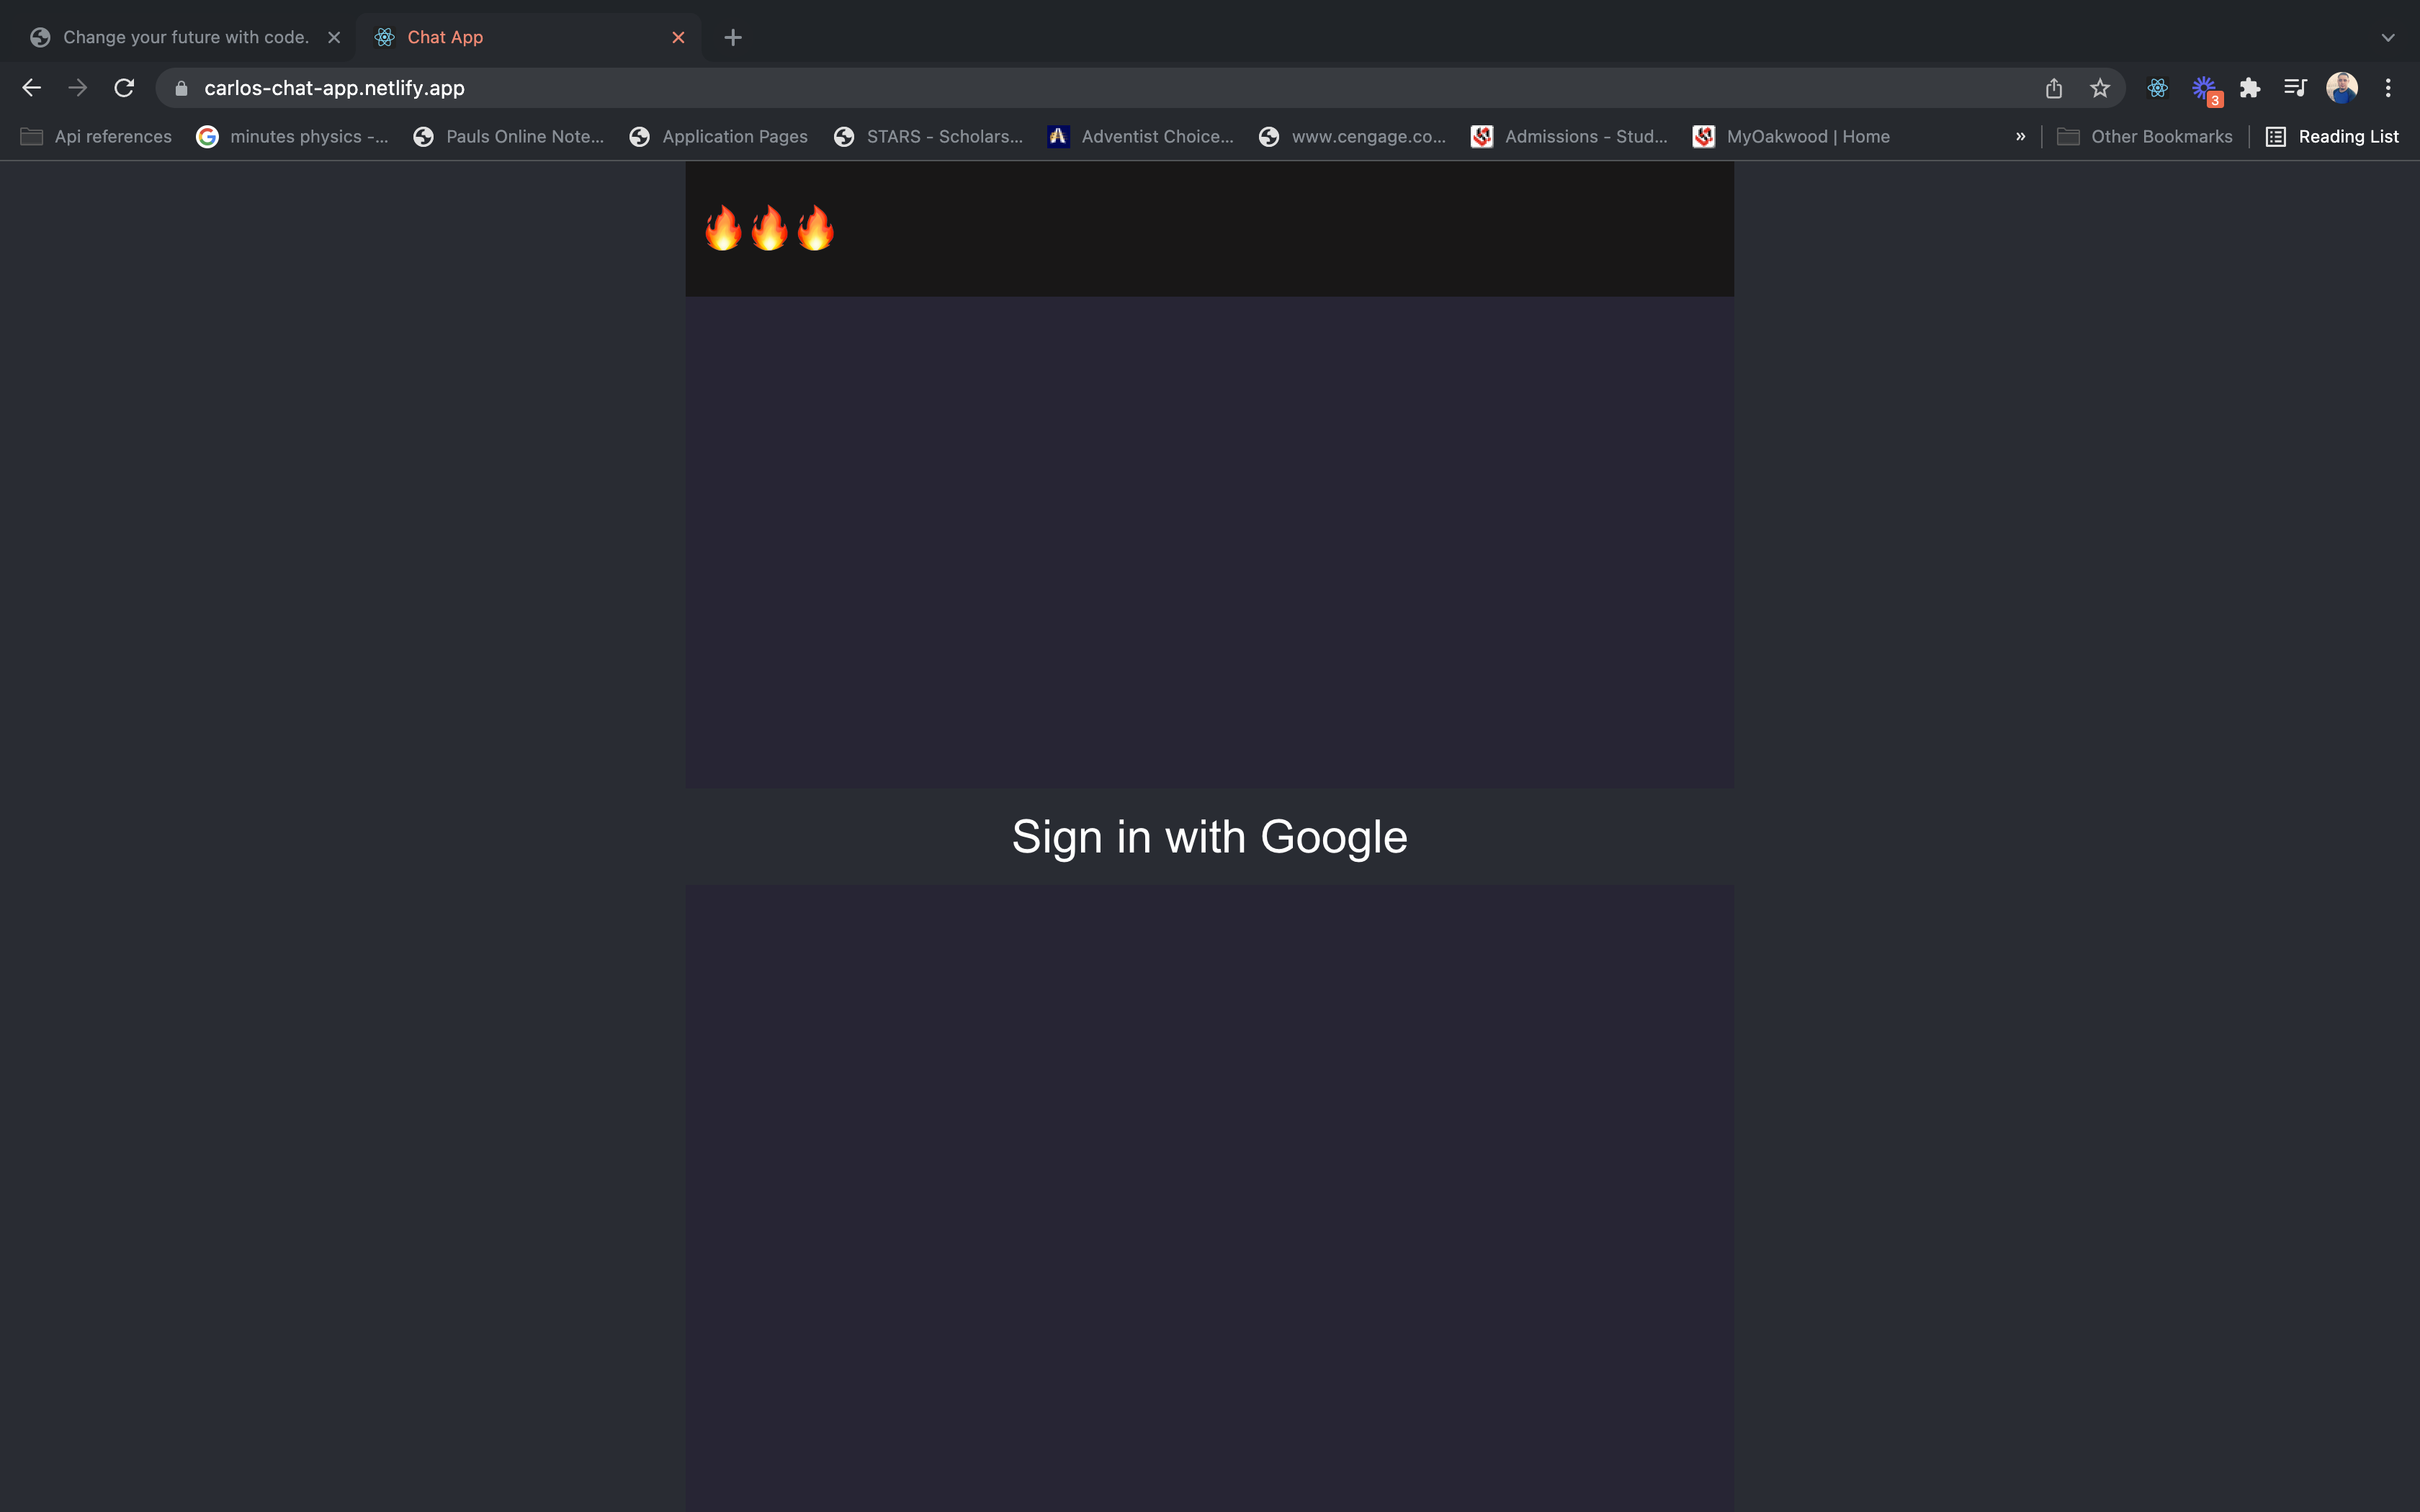 Change your future with code.
Chat App
carlos-chat-app.netlify.app
3
Api references
minutes physics -...
Pauls Online Note...
Application Pages
STARS - Scholars...
Adventist Choice...
www.cengage.co...
Admissions - Stud...
MyOakwood | Home
»
Other Bookmarks
Reading List
🔥🔥🔥
Sign in with Google